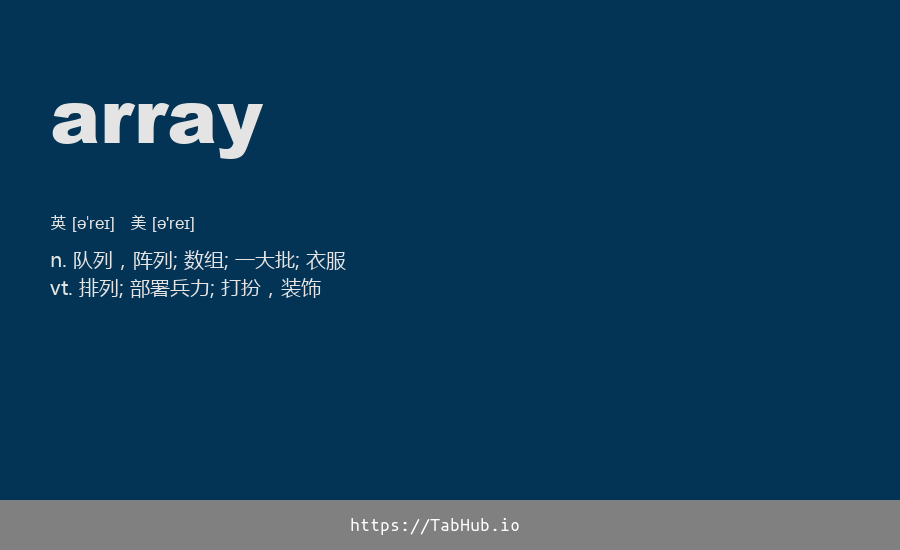 array
英 [əˈreɪ] 美 [ə'reɪ]
n. 队列，阵列; 数组; 一大批; 衣服
vt. 排列; 部署兵力; 打扮，装饰
https://TabHub.io